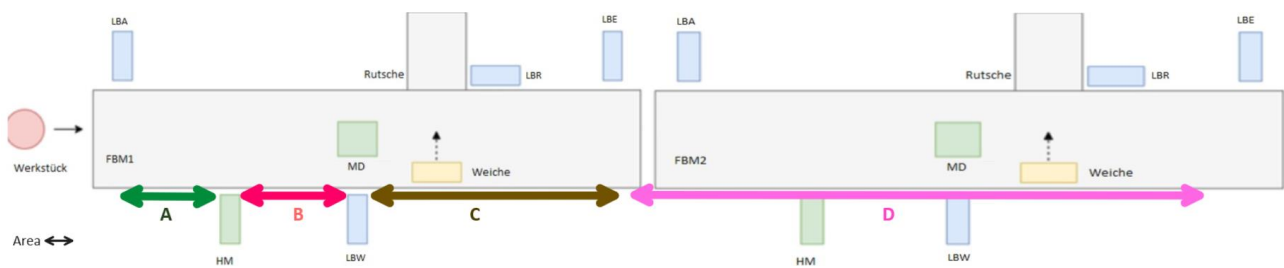 LBA
LBE
LBA
LBE
Rutsche
LBR
Rutsche
LBR
Werkstück
FBM1
MD
Weiche
FBM2
MD
Weiche
A
B
C
D
Area
HM
LBW
HM
LBW